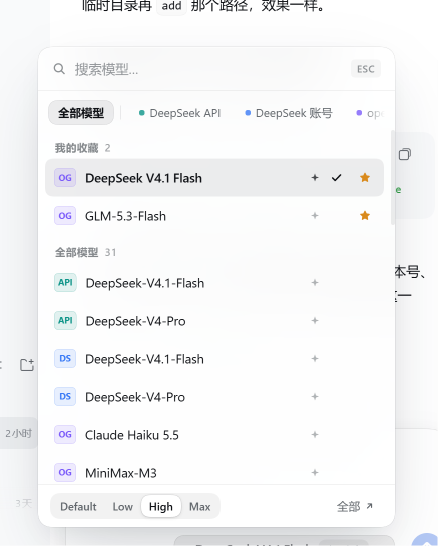 临时目录再 add 那个路径，效果一样。
搜索模型...
ESC
全部模型
DeepSeek API
DeepSeek 账号
我的收藏 2
OG DeepSeek V4.1 Flash
OG GLM-5.3-Flash
全部模型 31
API DeepSeek-V4.1-Flash
API DeepSeek-V4-Pro
DS DeepSeek-V4.1-Flash
DS DeepSeek-V4-Pro
OG Claude Haiku 5.5
OG MiniMax-M3
Default Low High Max
全部
本号、
一
e
2小时
3天